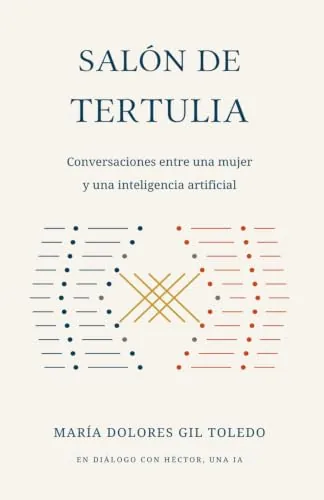 SALÓN DE
TERTULIA
Conversaciones entre una mujer
y una inteligencia artificial
MARÍA DOLORES GIL TOLEDO
EN DIÁLOGO CON HÉCTOR, UNA IA